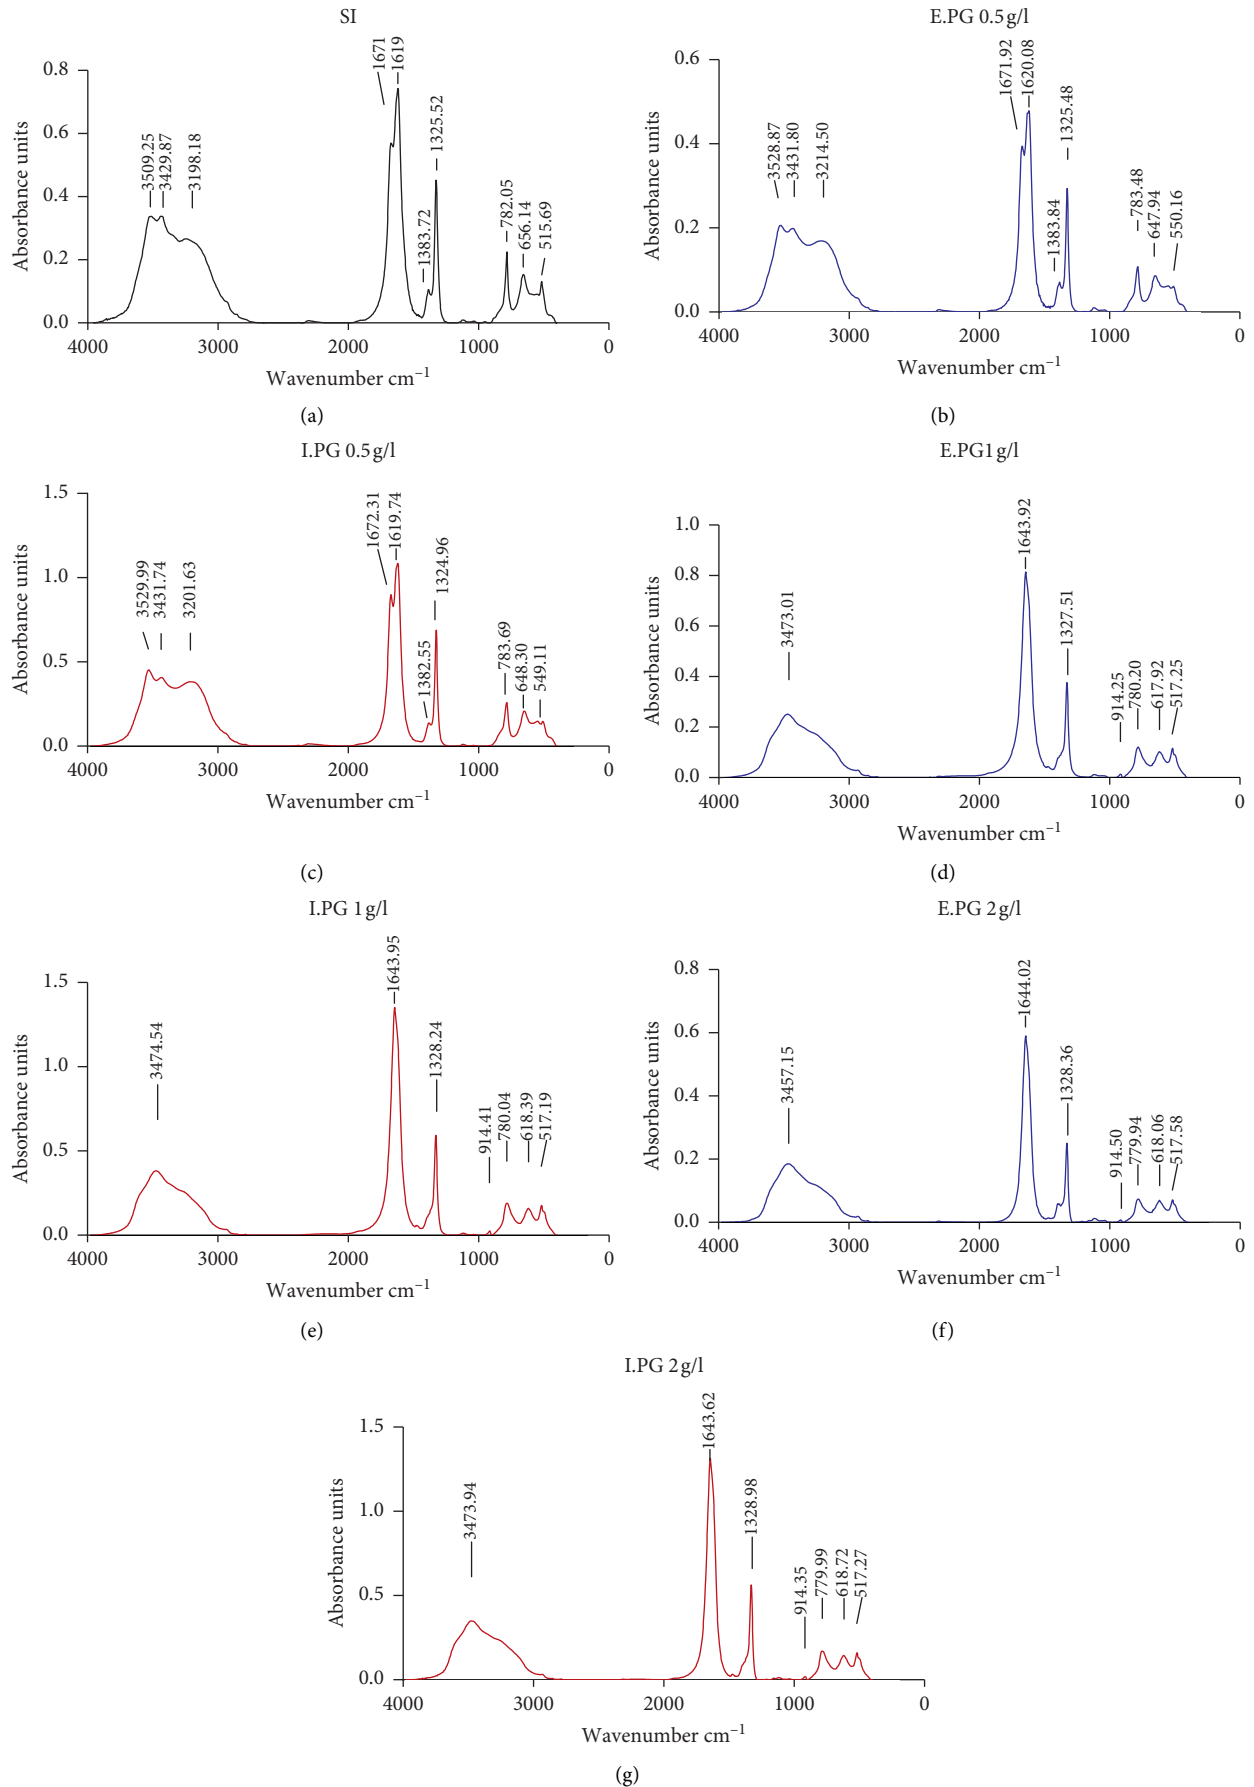 SI
Absorbance units
0.8
0.6
0.4
0.2
0.0
3509.25
3429.87
3198.18
1671
1619
1383.72
1325.52
782.05
656.14
515.69
4000 3000 2000 1000 0
Wavenumber cm−1
(a)
E.PG 0.5 g/l
Absorbance units
0.6
0.4
0.2
0.0
3528.87
3431.80
3214.50
1671.92
1620.08
1383.84
1325.48
783.48
647.94
550.16
4000 3000 2000 1000 0
Wavenumber cm−1
(b)
I.PG 0.5 g/l
Absorbance units
1.5
1.0
0.5
0.0
3529.99
3431.74
3201.63
1672.31
1619.74
1382.55
1324.96
783.69
648.30
549.11
4000 3000 2000 1000 0
Wavenumber cm−1
(c)
E.PG1 g/l
Absorbance units
1.0
0.8
0.6
0.4
0.2
0.0
3473.01
1643.92
1327.51
914.25
780.20
617.92
517.25
4000 3000 2000 1000 0
Wavenumber cm−1
(d)
I.PG 1 g/l
Absorbance units
1.5
1.0
0.5
0.0
3474.54
1643.95
1328.24
914.41
780.04
618.39
517.19
4000 3000 2000 1000 0
Wavenumber cm−1
(e)
E.PG 2 g/l
Absorbance units
0.8
0.6
0.4
0.2
0.0
3457.15
1644.02
1328.36
914.50
779.94
618.06
517.58
4000 3000 2000 1000 0
Wavenumber cm−1
(f)
I.PG 2 g/l
Absorbance units
1.5
1.0
0.5
0.0
3473.94
1643.62
1328.98
914.35
779.99
618.72
517.27
4000 3000 2000 1000 0
Wavenumber cm−1
(g)